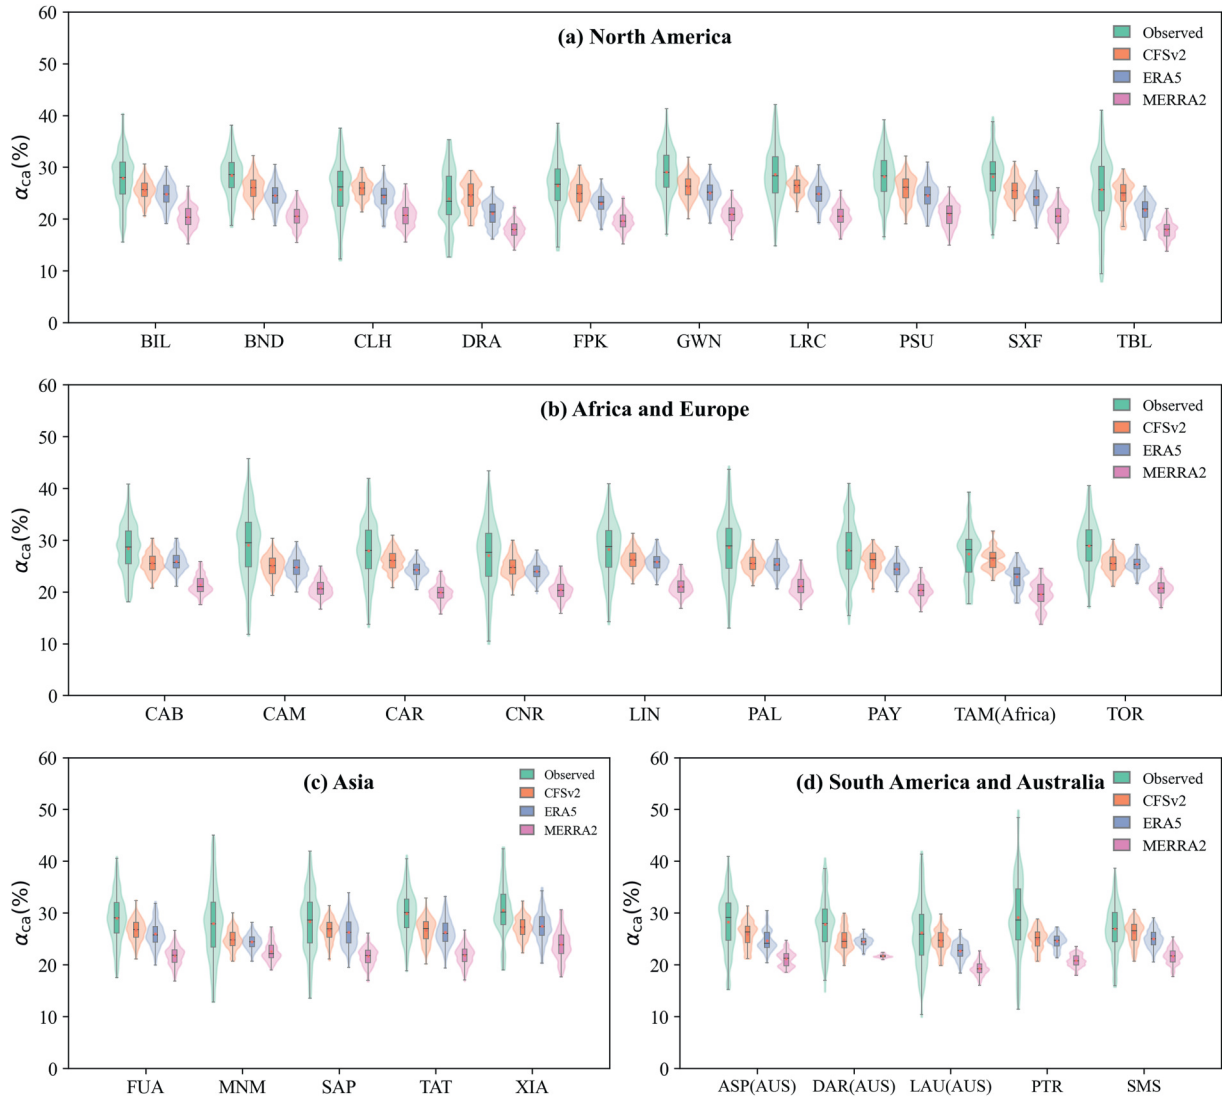 (a) North America
Observed
CFSv2
ERA5
MERRA2
60
50
40
30
20
10
0
αca(%)
BIL BND CLH DRA FPK GWN LRC PSU SXF TBL
(b) Africa and Europe
Observed
CFSv2
ERA5
MERRA2
60
50
40
30
20
10
0
αca(%)
CAB CAM CAR CNR LIN PAL PAY TAM(Africa) TOR
(c) Asia
Observed
CFSv2
ERA5
MERRA2
60
50
40
30
20
10
0
αca(%)
FUA MNM SAP TAT XIA
(d) South America and Australia
Observed
CFSv2
ERA5
MERRA2
60
50
40
30
20
10
0
αca(%)
ASP(AUS) DAR(AUS) LAU(AUS) PTR SMS